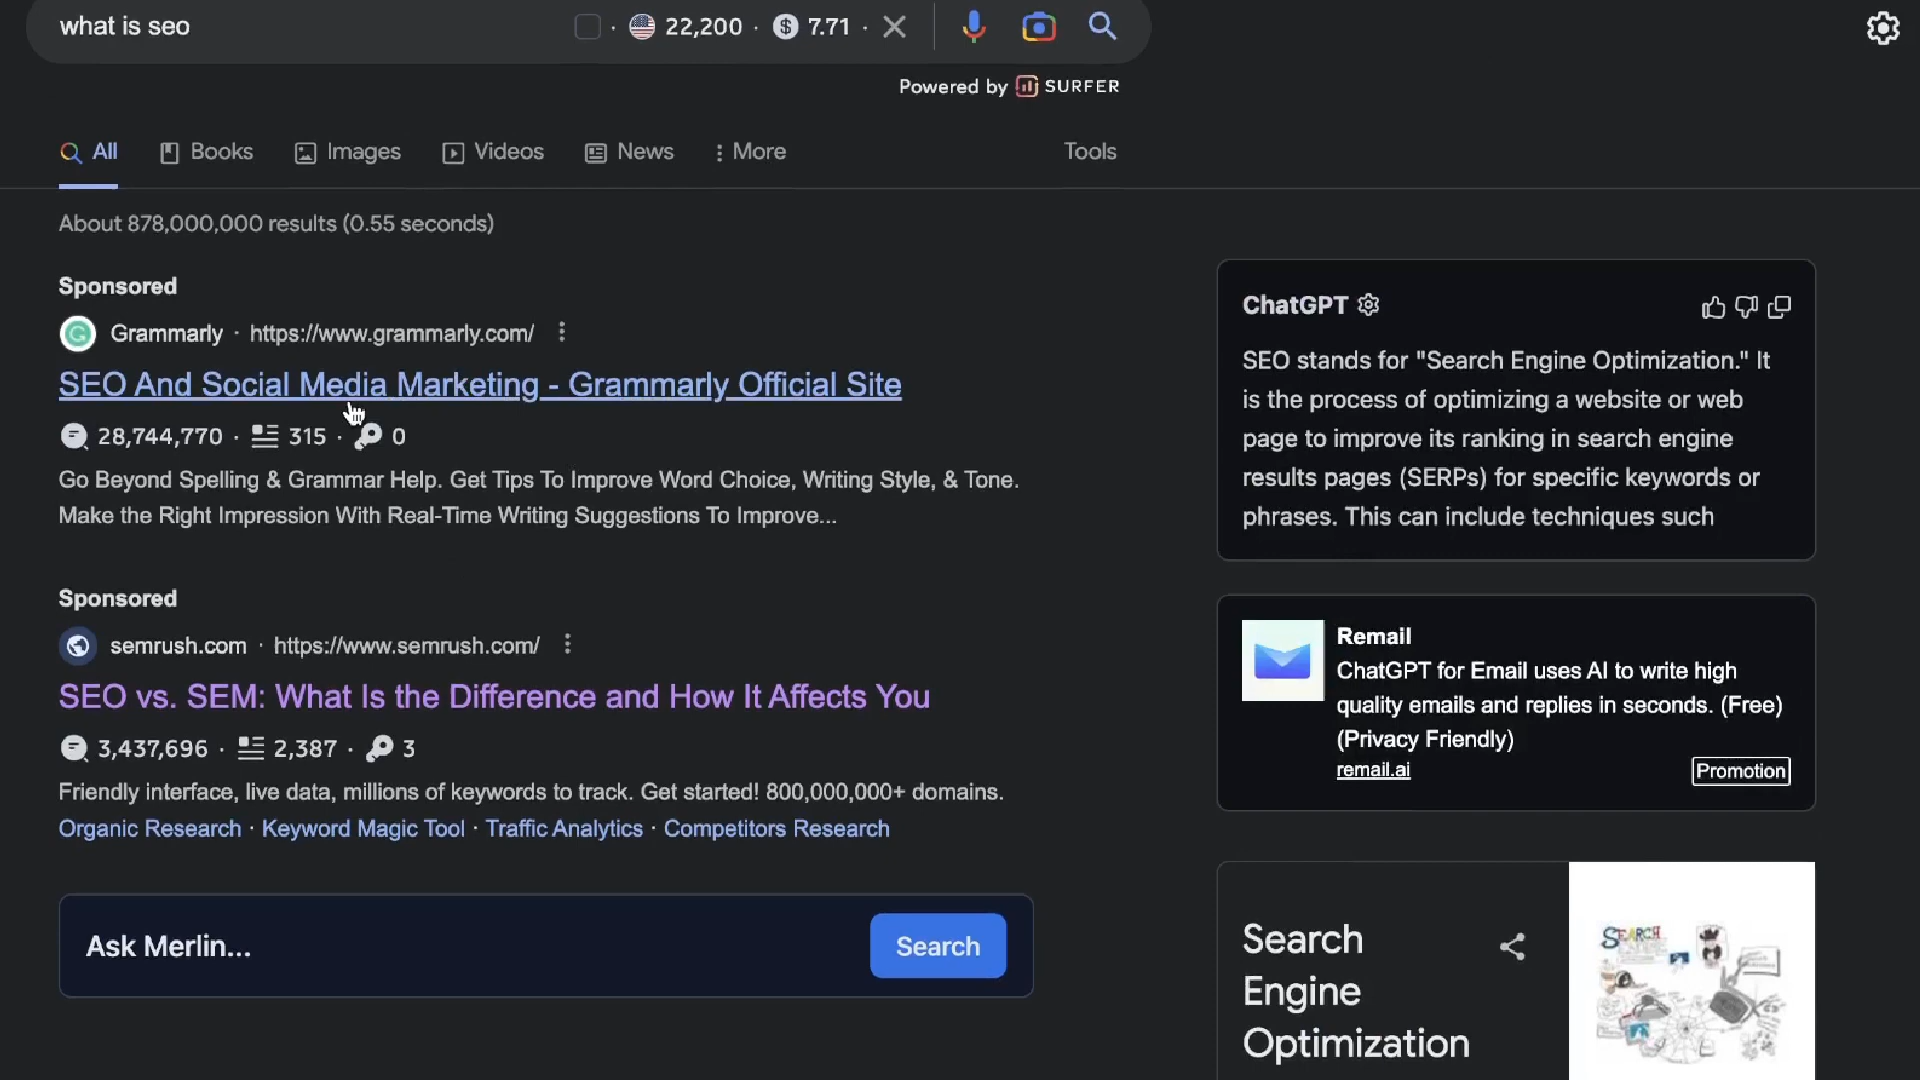 what is seo
22,200 · $ 7.71 ·
Powered by SURFER
All
Books
Images
Videos
News
More
Tools
About 878,000,000 results (0.55 seconds)
Sponsored
Grammarly · https://www.grammarly.com/
SEO And Social Media Marketing - Grammarly Official Site
28,744,770 · 315 · 0
Go Beyond Spelling & Grammar Help. Get Tips To Improve Word Choice, Writing Style, & Tone.
Make the Right Impression With Real-Time Writing Suggestions To Improve...
Sponsored
semrush.com · https://www.semrush.com/
SEO vs. SEM: What Is the Difference and How It Affects You
3,437,696 · 2,387 · 3
Friendly interface, live data, millions of keywords to track. Get started! 800,000,000+ domains.
Organic Research · Keyword Magic Tool · Traffic Analytics · Competitors Research
Ask Merlin...
Search
ChatGPT
SEO stands for "Search Engine Optimization." It
is the process of optimizing a website or web
page to improve its ranking in search engine
results pages (SERPs) for specific keywords or
phrases. This can include techniques such
Remail
ChatGPT for Email uses AI to write high
quality emails and replies in seconds. (Free)
(Privacy Friendly)
remail.ai
Promotion
Search
Engine
Optimization
SEARCH